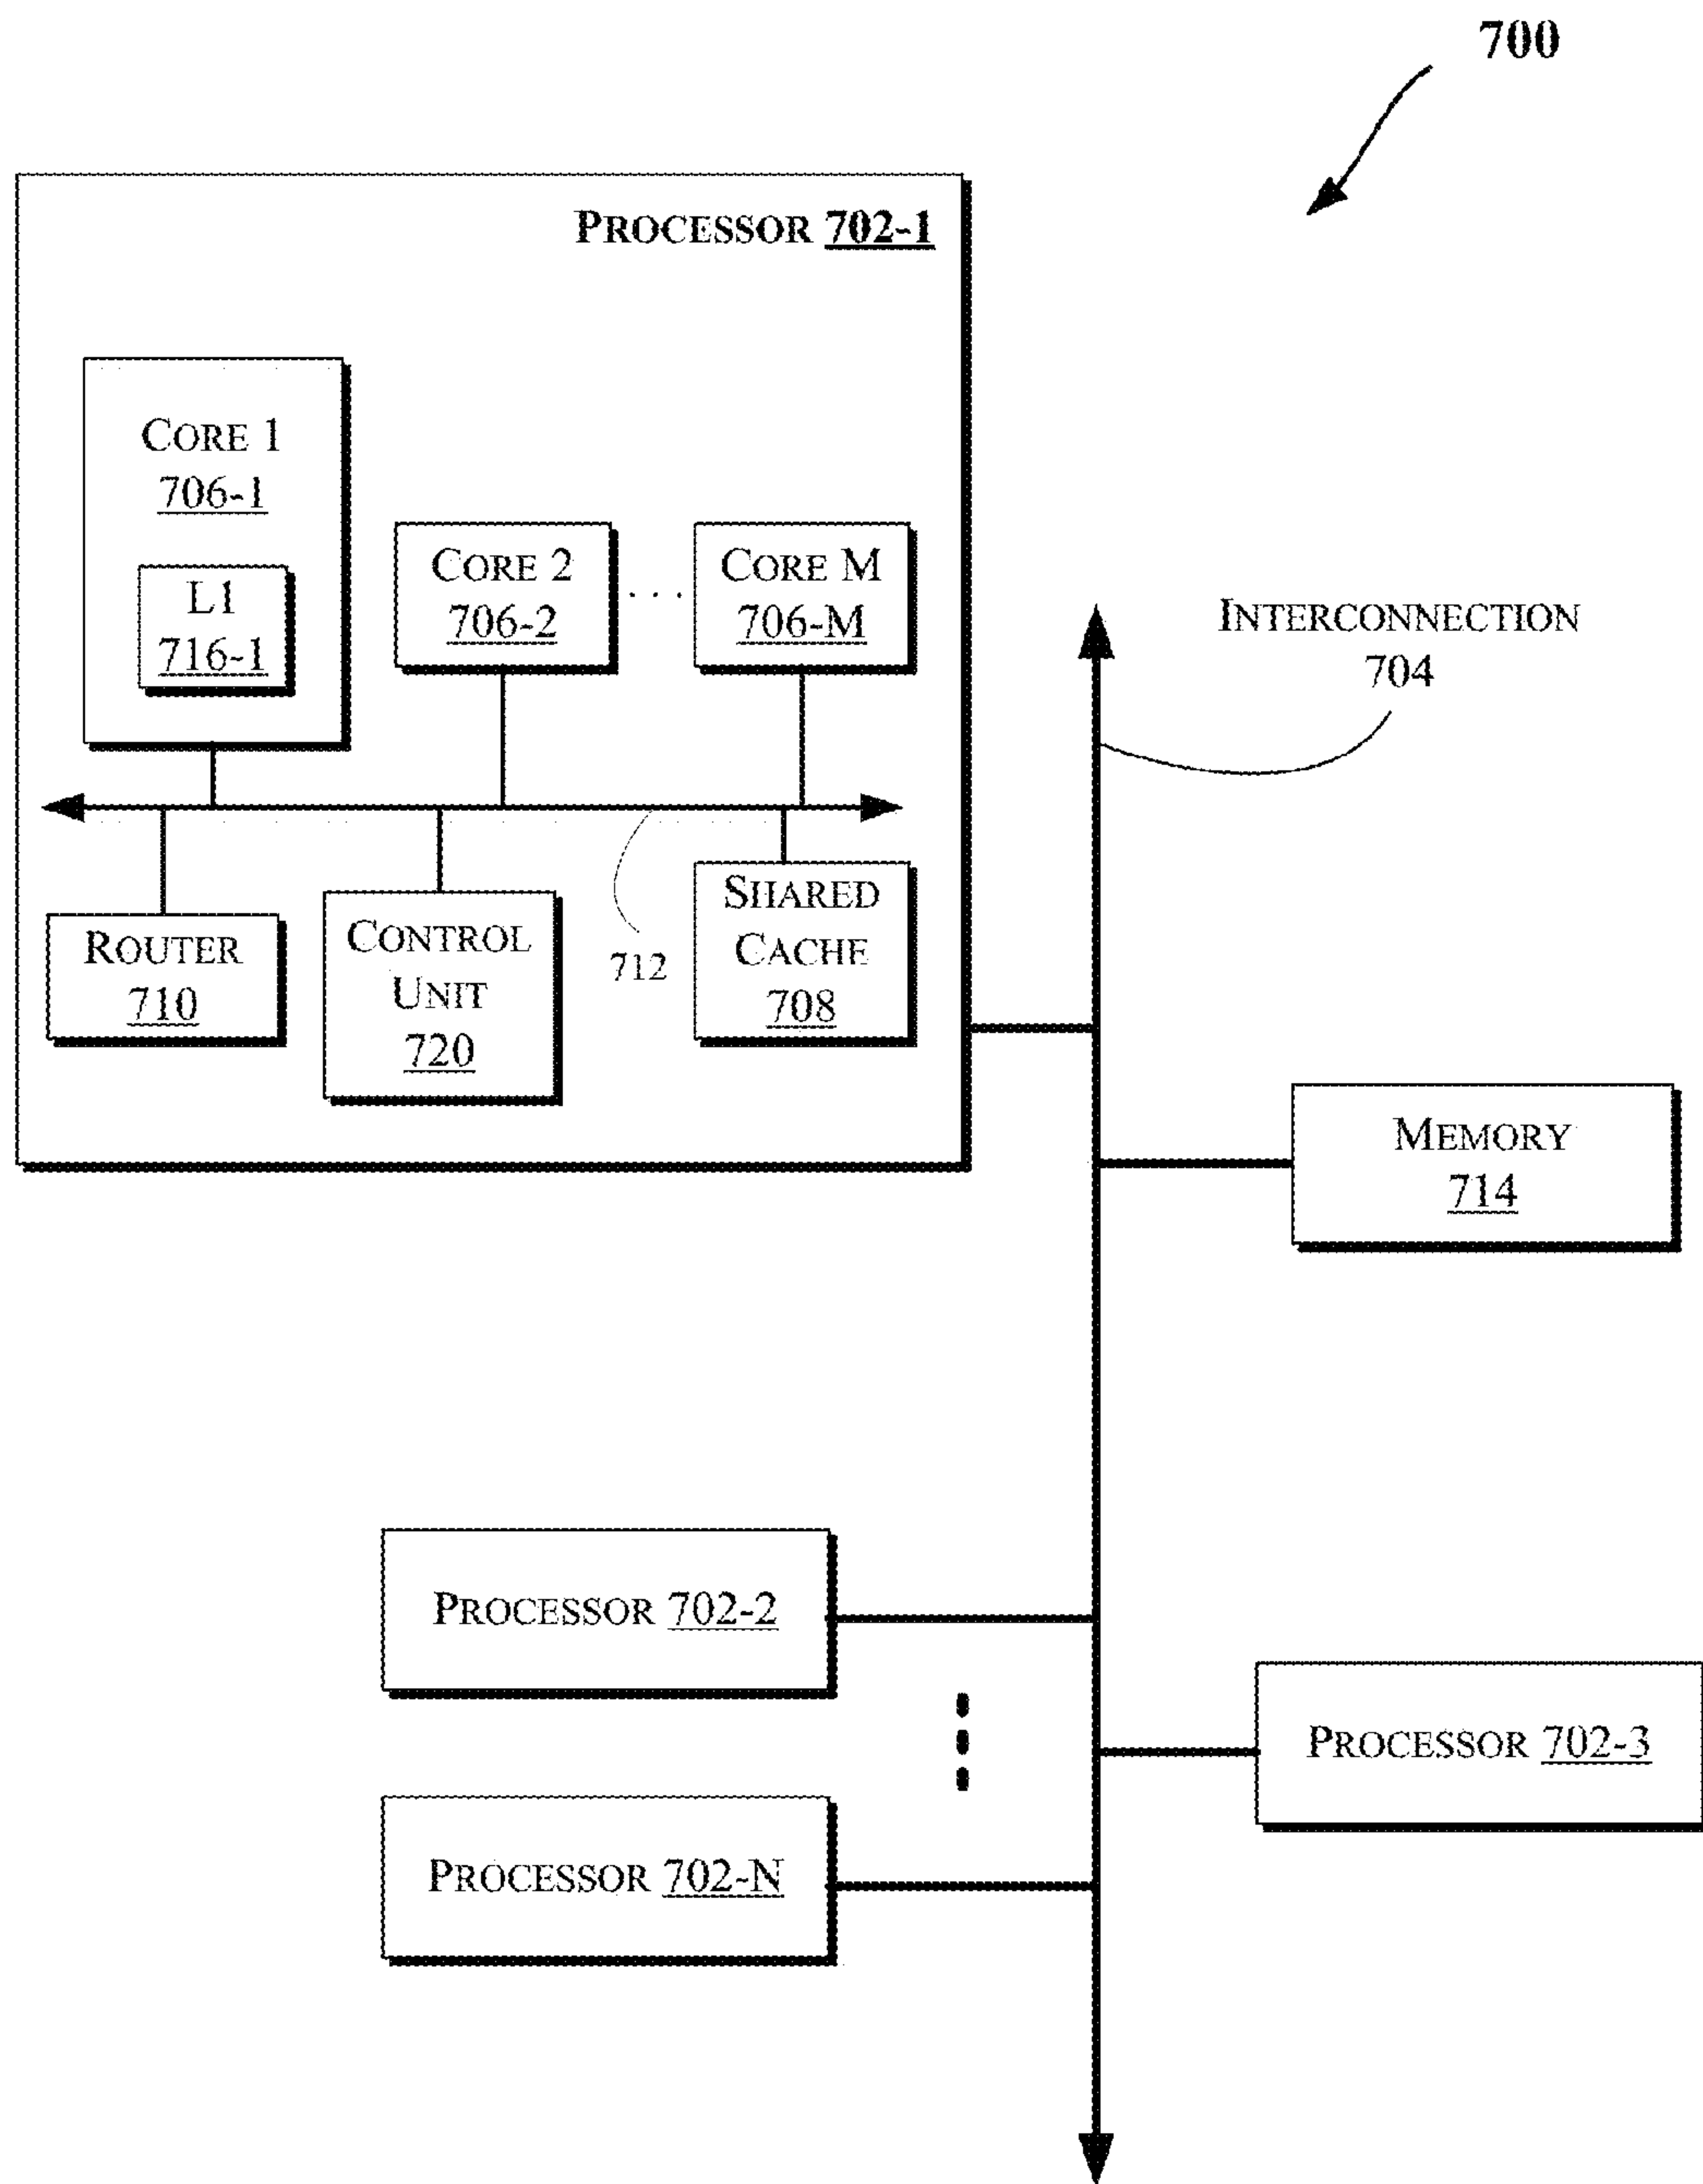 700
PROCESSOR 702-1
CORE 1
706-1
L1
716-1
CORE 2
706-2
. . .
CORE M
706-M
INTERCONNECTION
704
ROUTER
710
CONTROL
UNIT
720
712
SHARED
CACHE
708
MEMORY
714
PROCESSOR 702-2
PROCESSOR 702-3
PROCESSOR 702-N